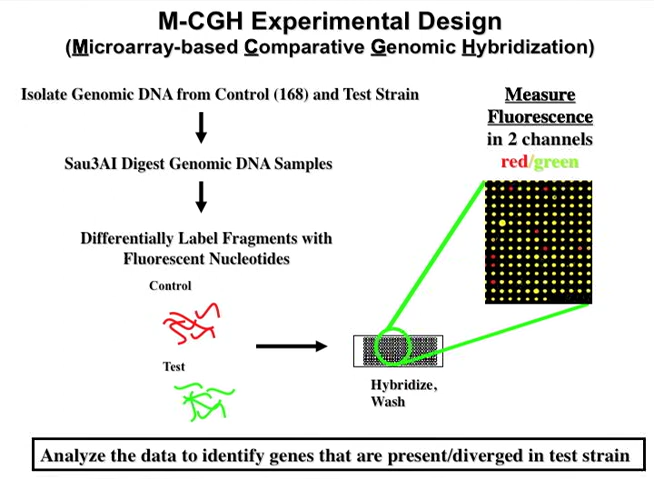 M-CGH Experimental Design
(Microarray-based Comparative Genomic Hybridization)
Isolate Genomic DNA from Control (168) and Test Strain
Sau3AI Digest Genomic DNA Samples
Differentially Label Fragments with
Fluorescent Nucleotides
Control
Test
Measure
Fluorescence
in 2 channels
red/green
Hybridize,
Wash
Analyze the data to identify genes that are present/diverged in test strain